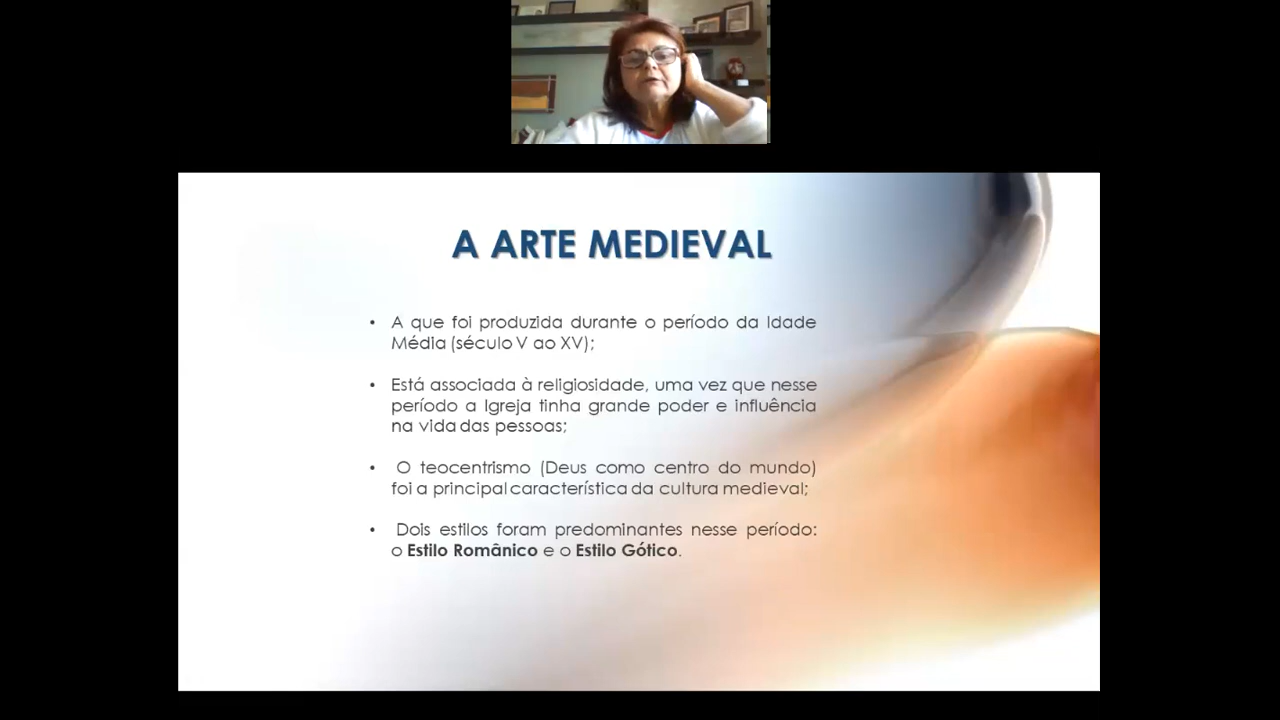 A ARTE MEDIEVAL
• A que foi produzida durante o período da Idade
Média (século V ao XV);
• Está associada à religiosidade, uma vez que nesse
período a Igreja tinha grande poder e influência
na vida das pessoas;
• O teocentrismo (Deus como centro do mundo)
foi a principal característica da cultura medieval;
• Dois estilos foram predominantes nesse período:
o Estilo Românico e o Estilo Gótico.